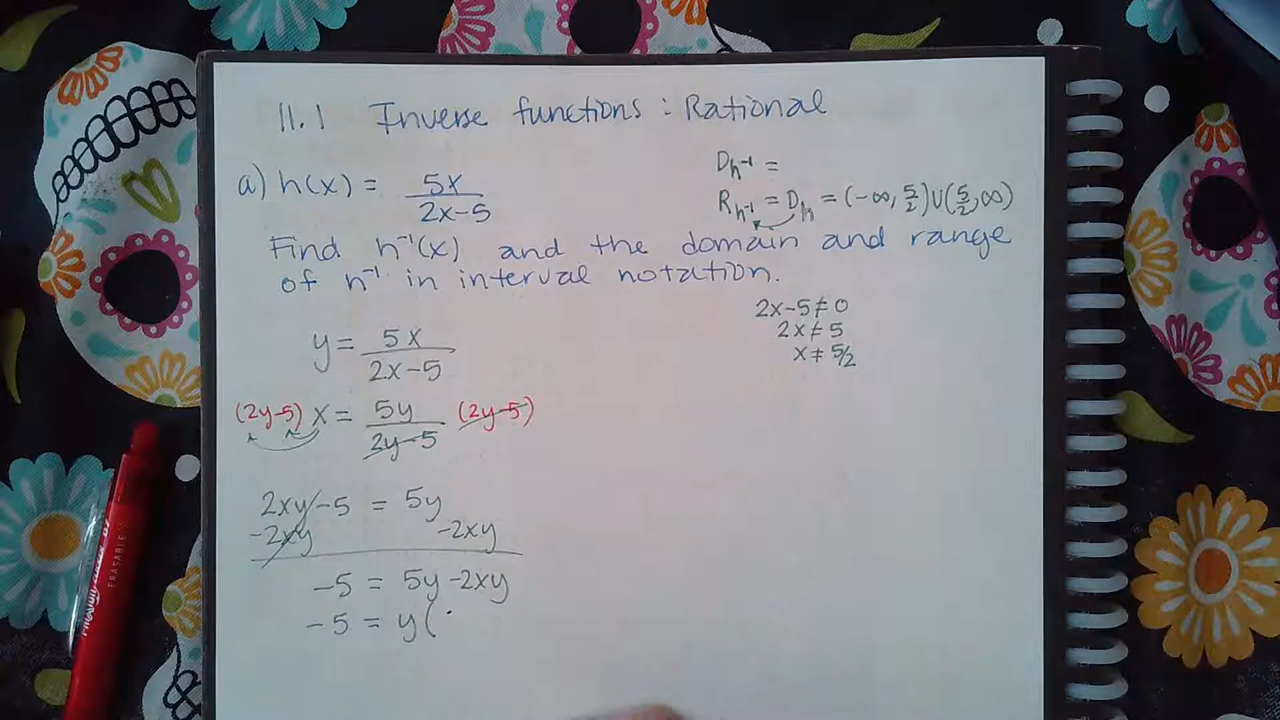 11.1 Inverse functions : Rational
a) h(x) = 5x / 2x-5
D_h⁻¹ =
R_h⁻¹ = D_h = (-∞, 5/2)∪(5/2, ∞)
Find h⁻¹(x) and the domain and range
of h⁻¹ in interval notation.
2x-5≠0
2x≠5
x≠5/2
y = 5x / 2x-5
(2y-5) x = 5y / 2y-5 (2y-5)
2xy-5 = 5y
-2xy -2xy
-5 = 5y-2xy
-5 = y(
ERASABLE